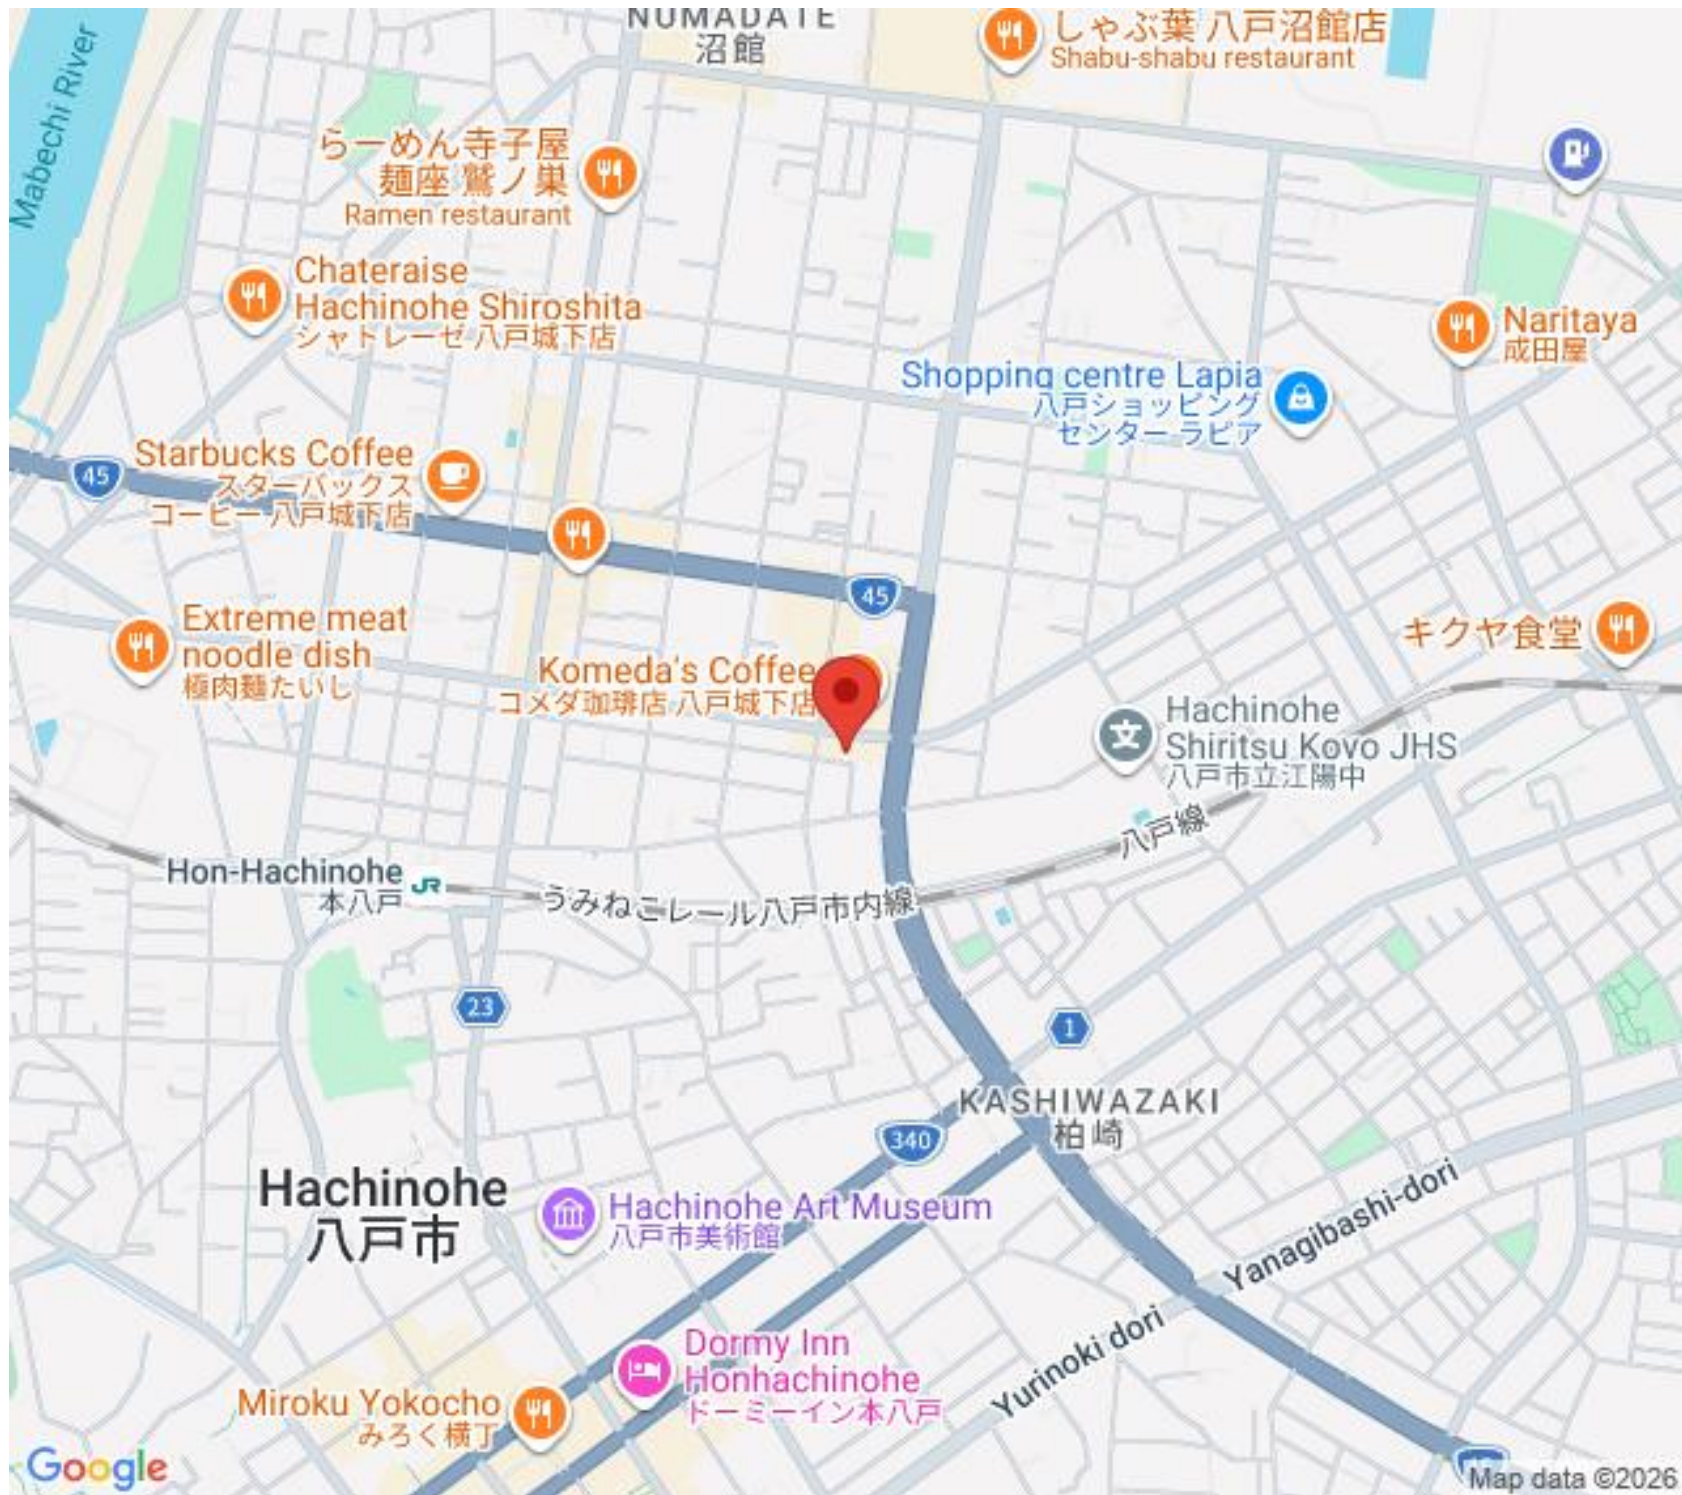 NUMADATE
沼館
しゃぶ葉 八戸沼館店
Shabu-shabu restaurant
Mabechi River
らーめん寺子屋
麺座 鷲ノ巣
Ramen restaurant
Chateraise
Hachinohe Shiroshita
シャトレーゼ 八戸城下店
Naritaya
成田屋
Shopping centre Lapia
八戸ショッピング
センター ラピア
Starbucks Coffee
スターバックス
コーヒー 八戸城下店
45
45
Extreme meat
noodle dish
極肉麺たいし
キクヤ食堂
Komeda's Coffee
コメダ珈琲店 八戸城下店
文
Hachinohe
Shiritsu Koyo JHS
八戸市立江陽中
八戸線
Hon-Hachinohe
本八戸
JR
うみねこレール八戸市内線
23
1
KASHIWAZAKI
柏崎
340
Hachinohe
八戸市
Hachinohe Art Museum
八戸市美術館
Yanagibashi-dori
Yurinoki dori
Dormy Inn
Honhachinohe
ドーミーイン本八戸
Miroku Yokocho
みろく横丁
Google
Map data ©2026